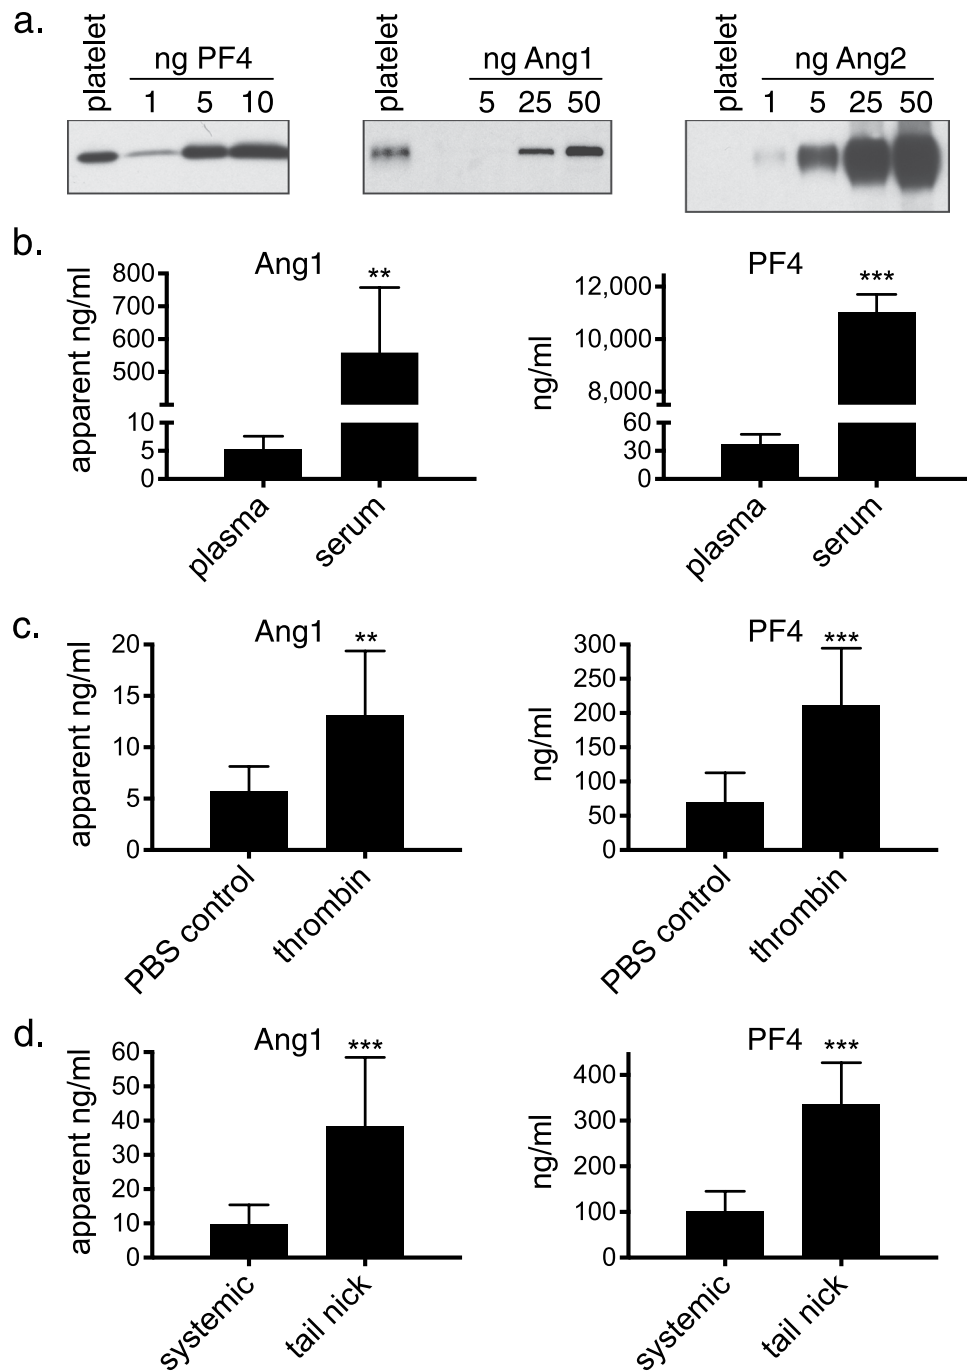 a.
platelet
ng PF4
1 5 10
platelet
ng Ang1
5 25 50
platelet
ng Ang2
1 5 25 50
b.
Ang1
apparent ng/ml
800
700
600
500
10
5
0
**
plasma
serum
PF4
ng/ml
12,000
10,000
8,000
60
30
0
***
plasma
serum
c.
Ang1
apparent ng/ml
20
15
10
5
0
**
PBS control
thrombin
PF4
ng/ml
300
250
200
150
100
50
0
***
PBS control
thrombin
d.
Ang1
apparent ng/ml
60
50
40
30
20
10
0
***
systemic
tail nick
PF4
ng/ml
400
300
200
100
0
***
systemic
tail nick